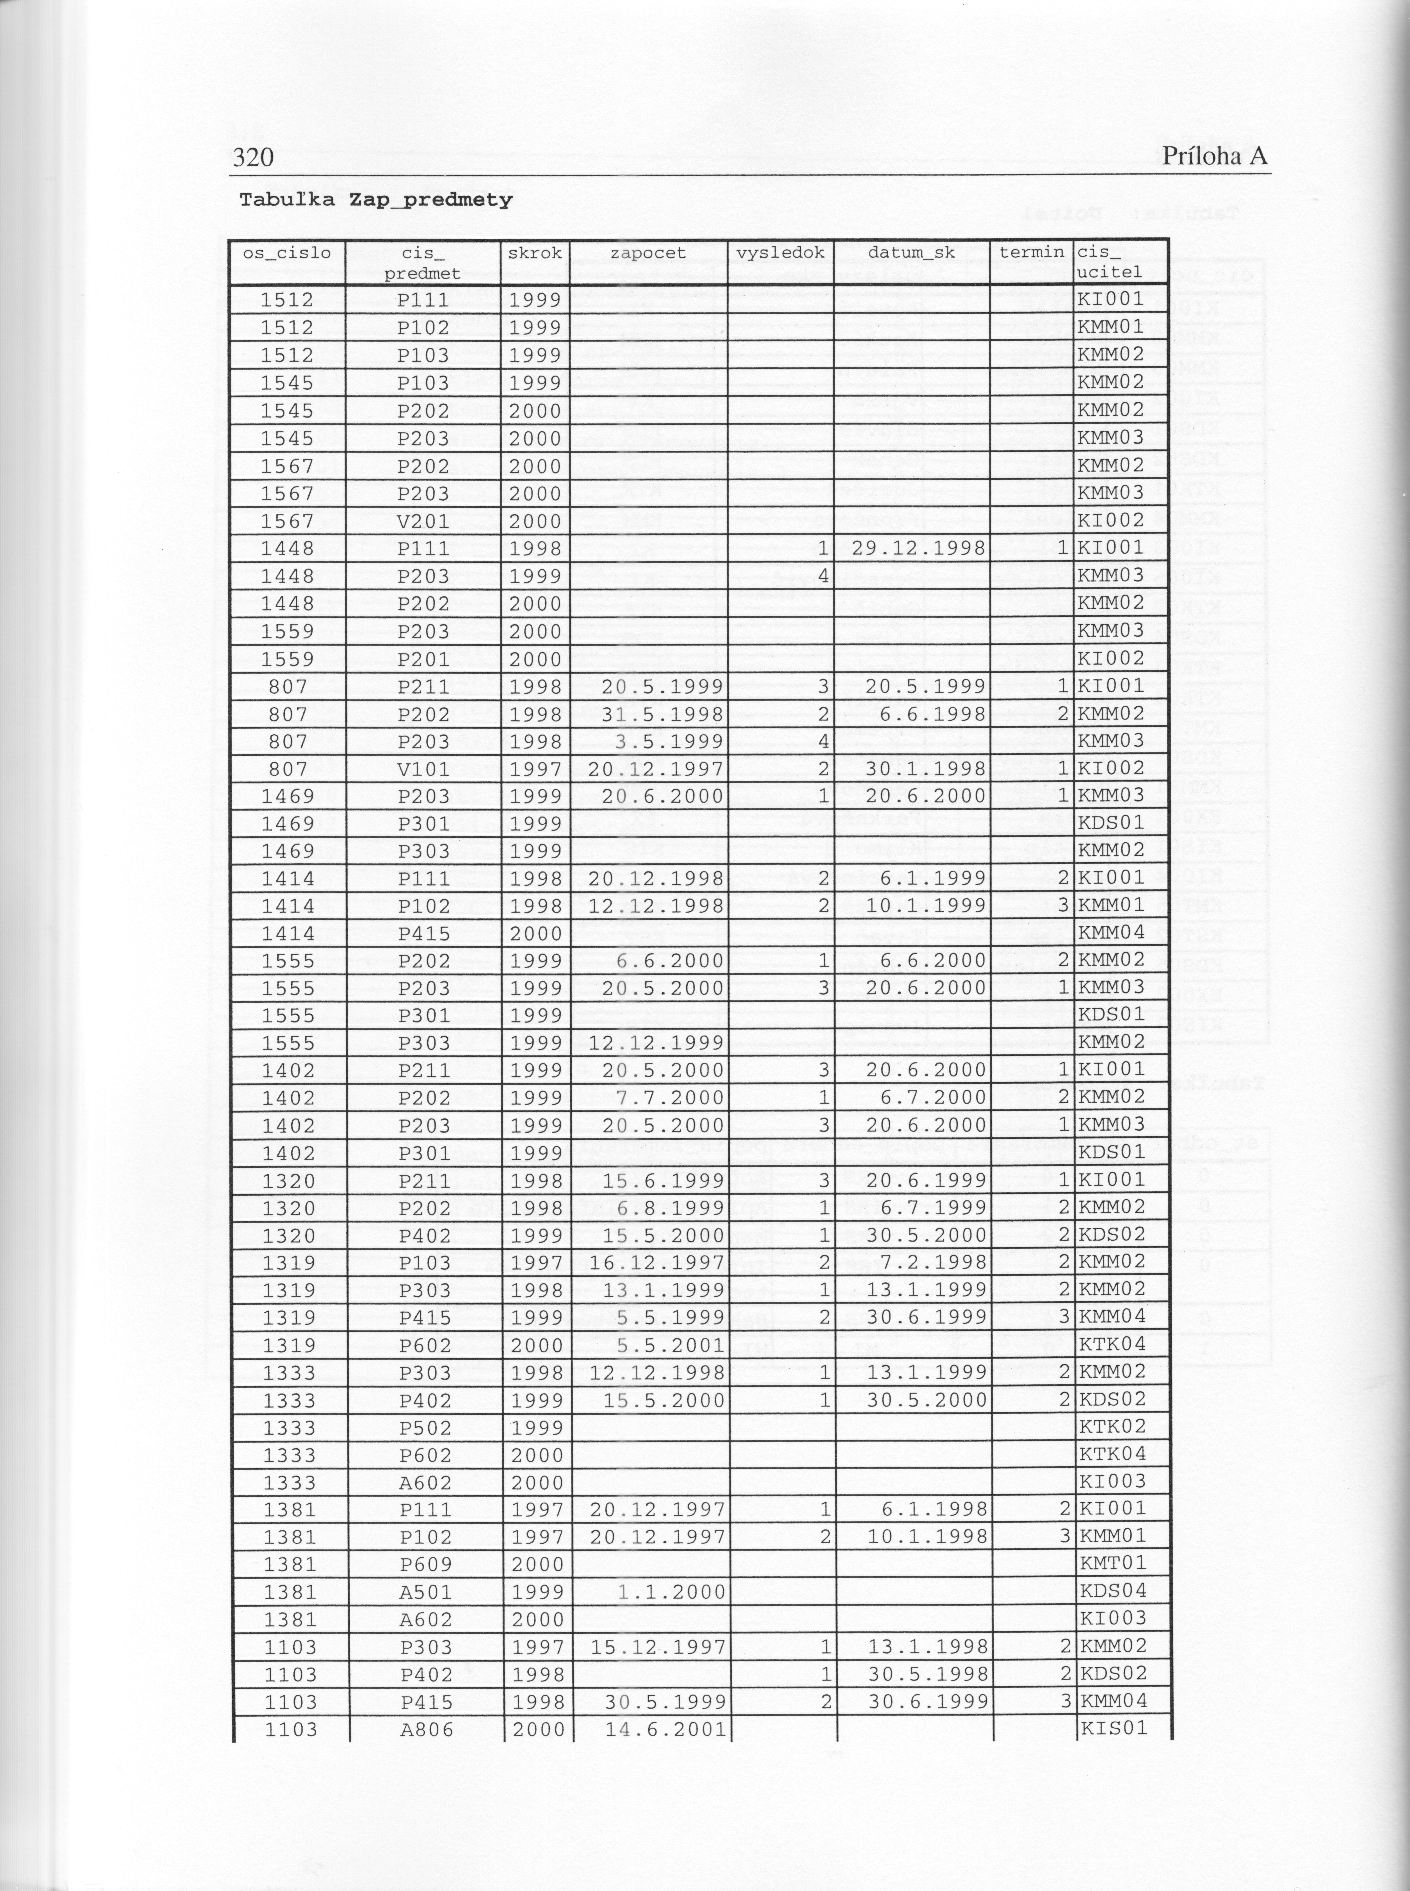 320 Príloha A
Tabuľka Zap_predmety
os_cislo cis_ skrok zapocet vysledok datum_sk termin cis_
predmet ucitel
1512 P111 1999 KI001
1512 P102 1999 KMM01
1512 P103 1999 KMM02
1545 P103 1999 KMM02
1545 P202 2000 KMM02
1545 P203 2000 KMM03
1567 P202 2000 KMM02
1567 P203 2000 KMM03
1567 V201 2000 KI002
1448 P111 1998 1 29.12.1998 1 KI001
1448 P203 1999 4 KMM03
1448 P202 2000 KMM02
1559 P203 2000 KMM03
1559 P201 2000 KI002
807 P211 1998 20.5.1999 3 20.5.1999 1 KI001
807 P202 1998 31.5.1998 2 6.6.1998 2 KMM02
807 P203 1998 3.5.1999 4 KMM03
807 V101 1997 20.12.1997 2 30.1.1998 1 KI002
1469 P203 1999 20.6.2000 1 20.6.2000 1 KMM03
1469 P301 1999 KDS01
1469 P303 1999 KMM02
1414 P111 1998 20.12.1998 2 6.1.1999 2 KI001
1414 P102 1998 12.12.1998 2 10.1.1999 3 KMM01
1414 P415 2000 KMM04
1555 P202 1999 6.6.2000 1 6.6.2000 2 KMM02
1555 P203 1999 20.5.2000 3 20.6.2000 1 KMM03
1555 P301 1999 KDS01
1555 P303 1999 12.12.1999 KMM02
1402 P211 1999 20.5.2000 3 20.6.2000 1 KI001
1402 P202 1999 7.7.2000 1 6.7.2000 2 KMM02
1402 P203 1999 20.5.2000 3 20.6.2000 1 KMM03
1402 P301 1999 KDS01
1320 P211 1998 15.6.1999 3 20.6.1999 1 KI001
1320 P202 1998 6.8.1999 1 6.7.1999 2 KMM02
1320 P402 1999 15.5.2000 1 30.5.2000 2 KDS02
1319 P103 1997 16.12.1997 2 7.2.1998 2 KMM02
1319 P303 1998 13.1.1999 1 13.1.1999 2 KMM02
1319 P415 1999 5.5.1999 2 30.6.1999 3 KMM04
1319 P602 2000 5.5.2001 KTK04
1333 P303 1998 12.12.1998 1 13.1.1999 2 KMM02
1333 P402 1999 15.5.2000 1 30.5.2000 2 KDS02
1333 P502 1999 KTK02
1333 P602 2000 KTK04
1333 A602 2000 KI003
1381 P111 1997 20.12.1997 1 6.1.1998 2 KI001
1381 P102 1997 20.12.1997 2 10.1.1998 3 KMM01
1381 P609 2000 KMT01
1381 A501 1999 1.1.2000 KDS04
1381 A602 2000 KI003
1103 P303 1997 15.12.1997 1 13.1.1998 2 KMM02
1103 P402 1998 1 30.5.1998 2 KDS02
1103 P415 1998 30.5.1999 2 30.6.1999 3 KMM04
1103 A806 2000 14.6.2001 KIS01